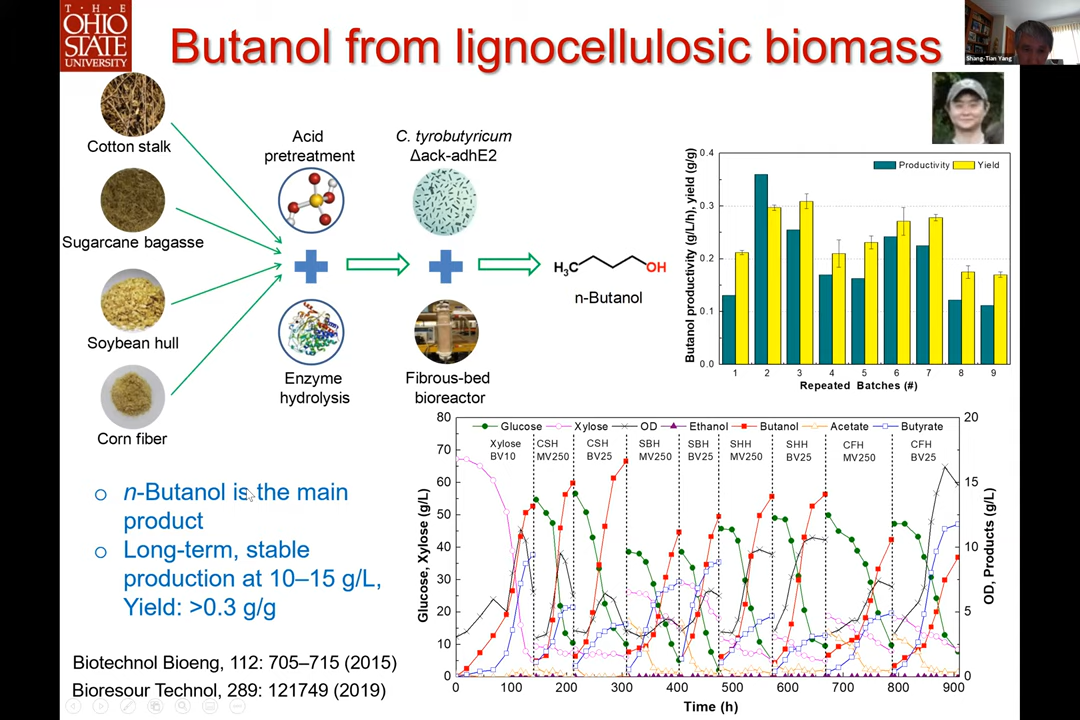 T · H · E
OHIO
STATE
UNIVERSITY
Butanol from lignocellulosic biomass
Shang-Tian Yang
Cotton stalk
Sugarcane bagasse
Soybean hull
Corn fiber
Acid
pretreatment
Enzyme
hydrolysis
C. tyrobutyricum
Δack-adhE2
Fibrous-bed
bioreactor
H₃C OH
n-Butanol
Butanol productivity (g/L/h), yield (g/g)
0.4
0.3
0.2
0.1
0.0
Productivity Yield
1 2 3 4 5 6 7 8 9
Repeated Batches (#)
o n-Butanol is the main
product
o Long-term, stable
production at 10–15 g/L,
Yield: >0.3 g/g
Biotechnol Bioeng, 112: 705–715 (2015)
Bioresour Technol, 289: 121749 (2019)
Glucose, Xylose (g/L)
80
70
60
50
40
30
20
10
0
Glucose Xylose OD Ethanol Butanol Acetate Butyrate
Xylose CSH CSH SBH SBH SHH SHH CFH CFH
BV10 MV250 BV25 MV250 BV25 MV250 BV25 MV250 BV25
20
15
10
5
0
OD, Products (g/L)
0 100 200 300 400 500 600 700 800 900
Time (h)